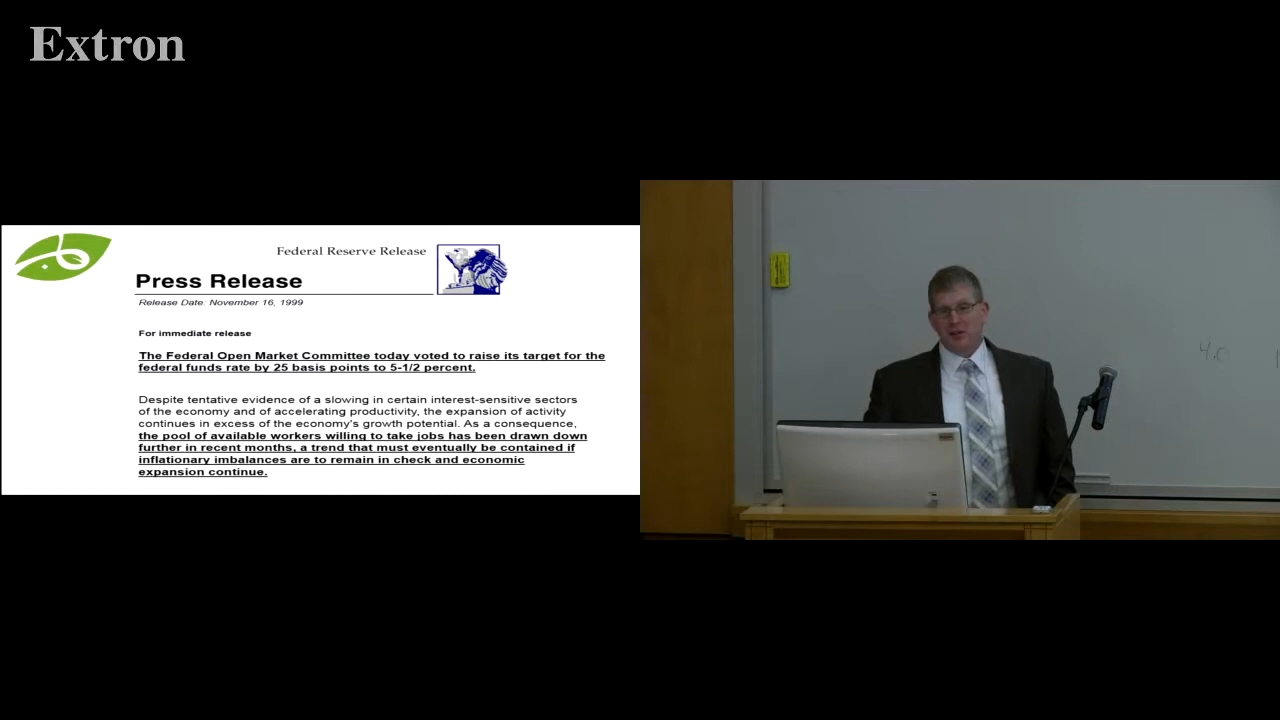 Extron
Federal Reserve Release
Press Release
Release Date: November 16, 1999
For immediate release
The Federal Open Market Committee today voted to raise its target for the
federal funds rate by 25 basis points to 5-1/2 percent.
Despite tentative evidence of a slowing in certain interest-sensitive sectors
of the economy and of accelerating productivity, the expansion of activity
continues in excess of the economy's growth potential. As a consequence,
the pool of available workers willing to take jobs has been drawn down
further in recent months, a trend that must eventually be contained if
inflationary imbalances are to remain in check and economic
expansion continue.
4.0